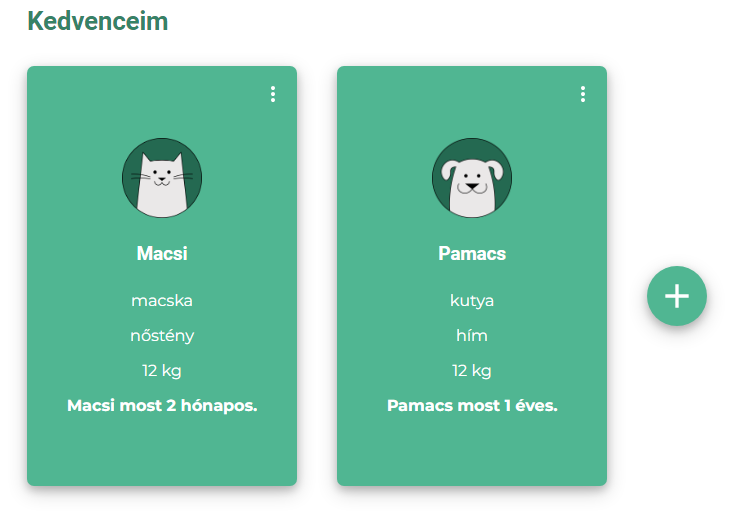 Kedvenceim
Macsi
macska
nőstény
12 kg
Macsi most 2 hónapos.
Pamacs
kutya
hím
12 kg
Pamacs most 1 éves.